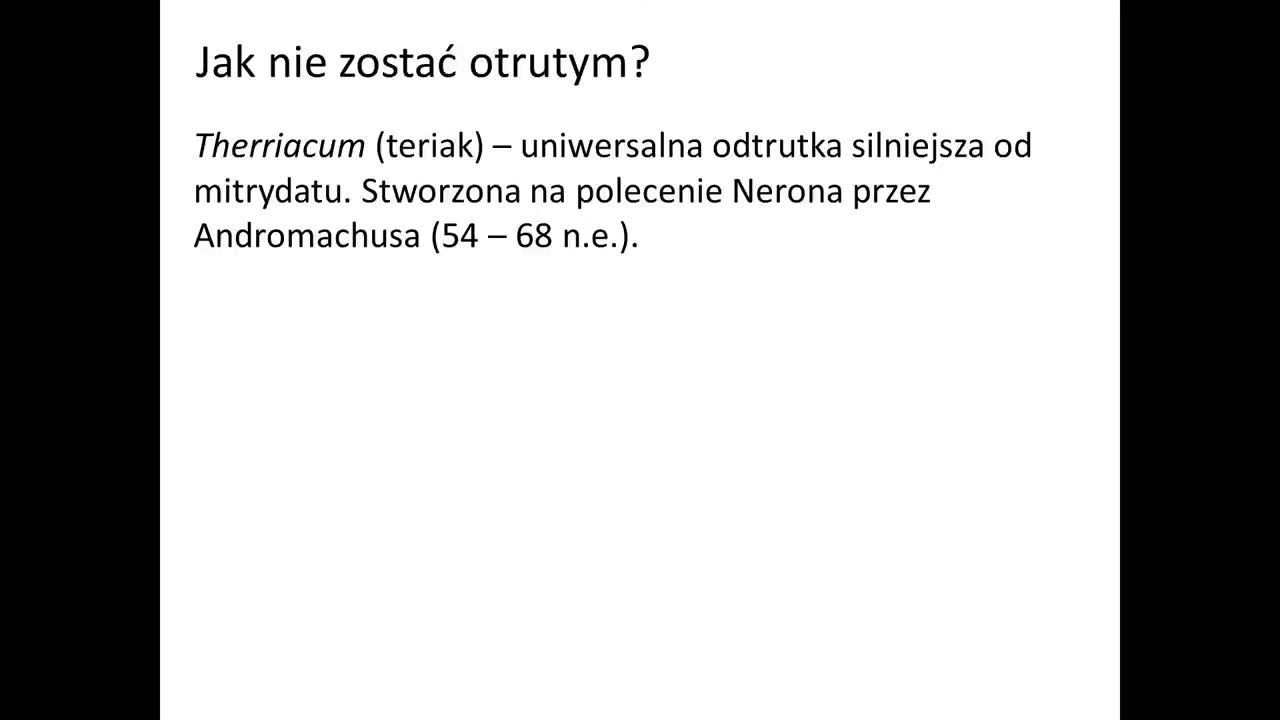 Jak nie zostać otrutym?
Therriacum (teriak) – uniwersalna odtrutka silniejsza od
mitrydatu. Stworzona na polecenie Nerona przez
Andromachusa (54 – 68 n.e.).